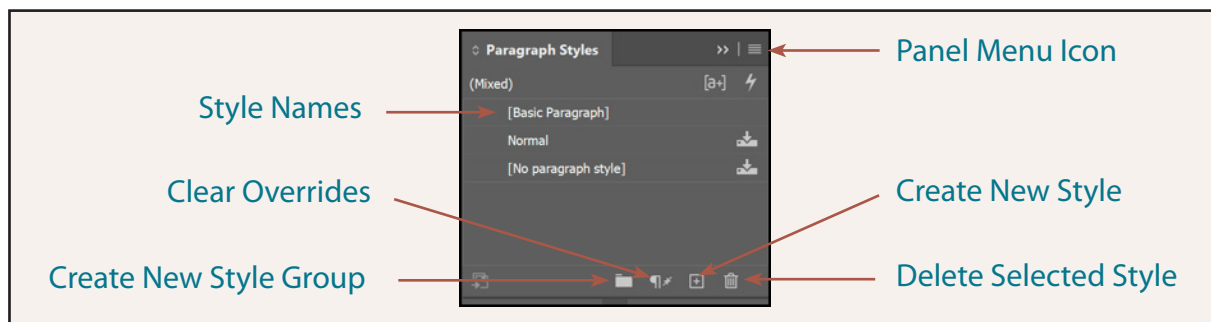 Paragraph Styles
Panel Menu Icon
(Mixed)
[a+]
Style Names
[Basic Paragraph]
Normal
[No paragraph style]
Clear Overrides
Create New Style
Create New Style Group
Delete Selected Style